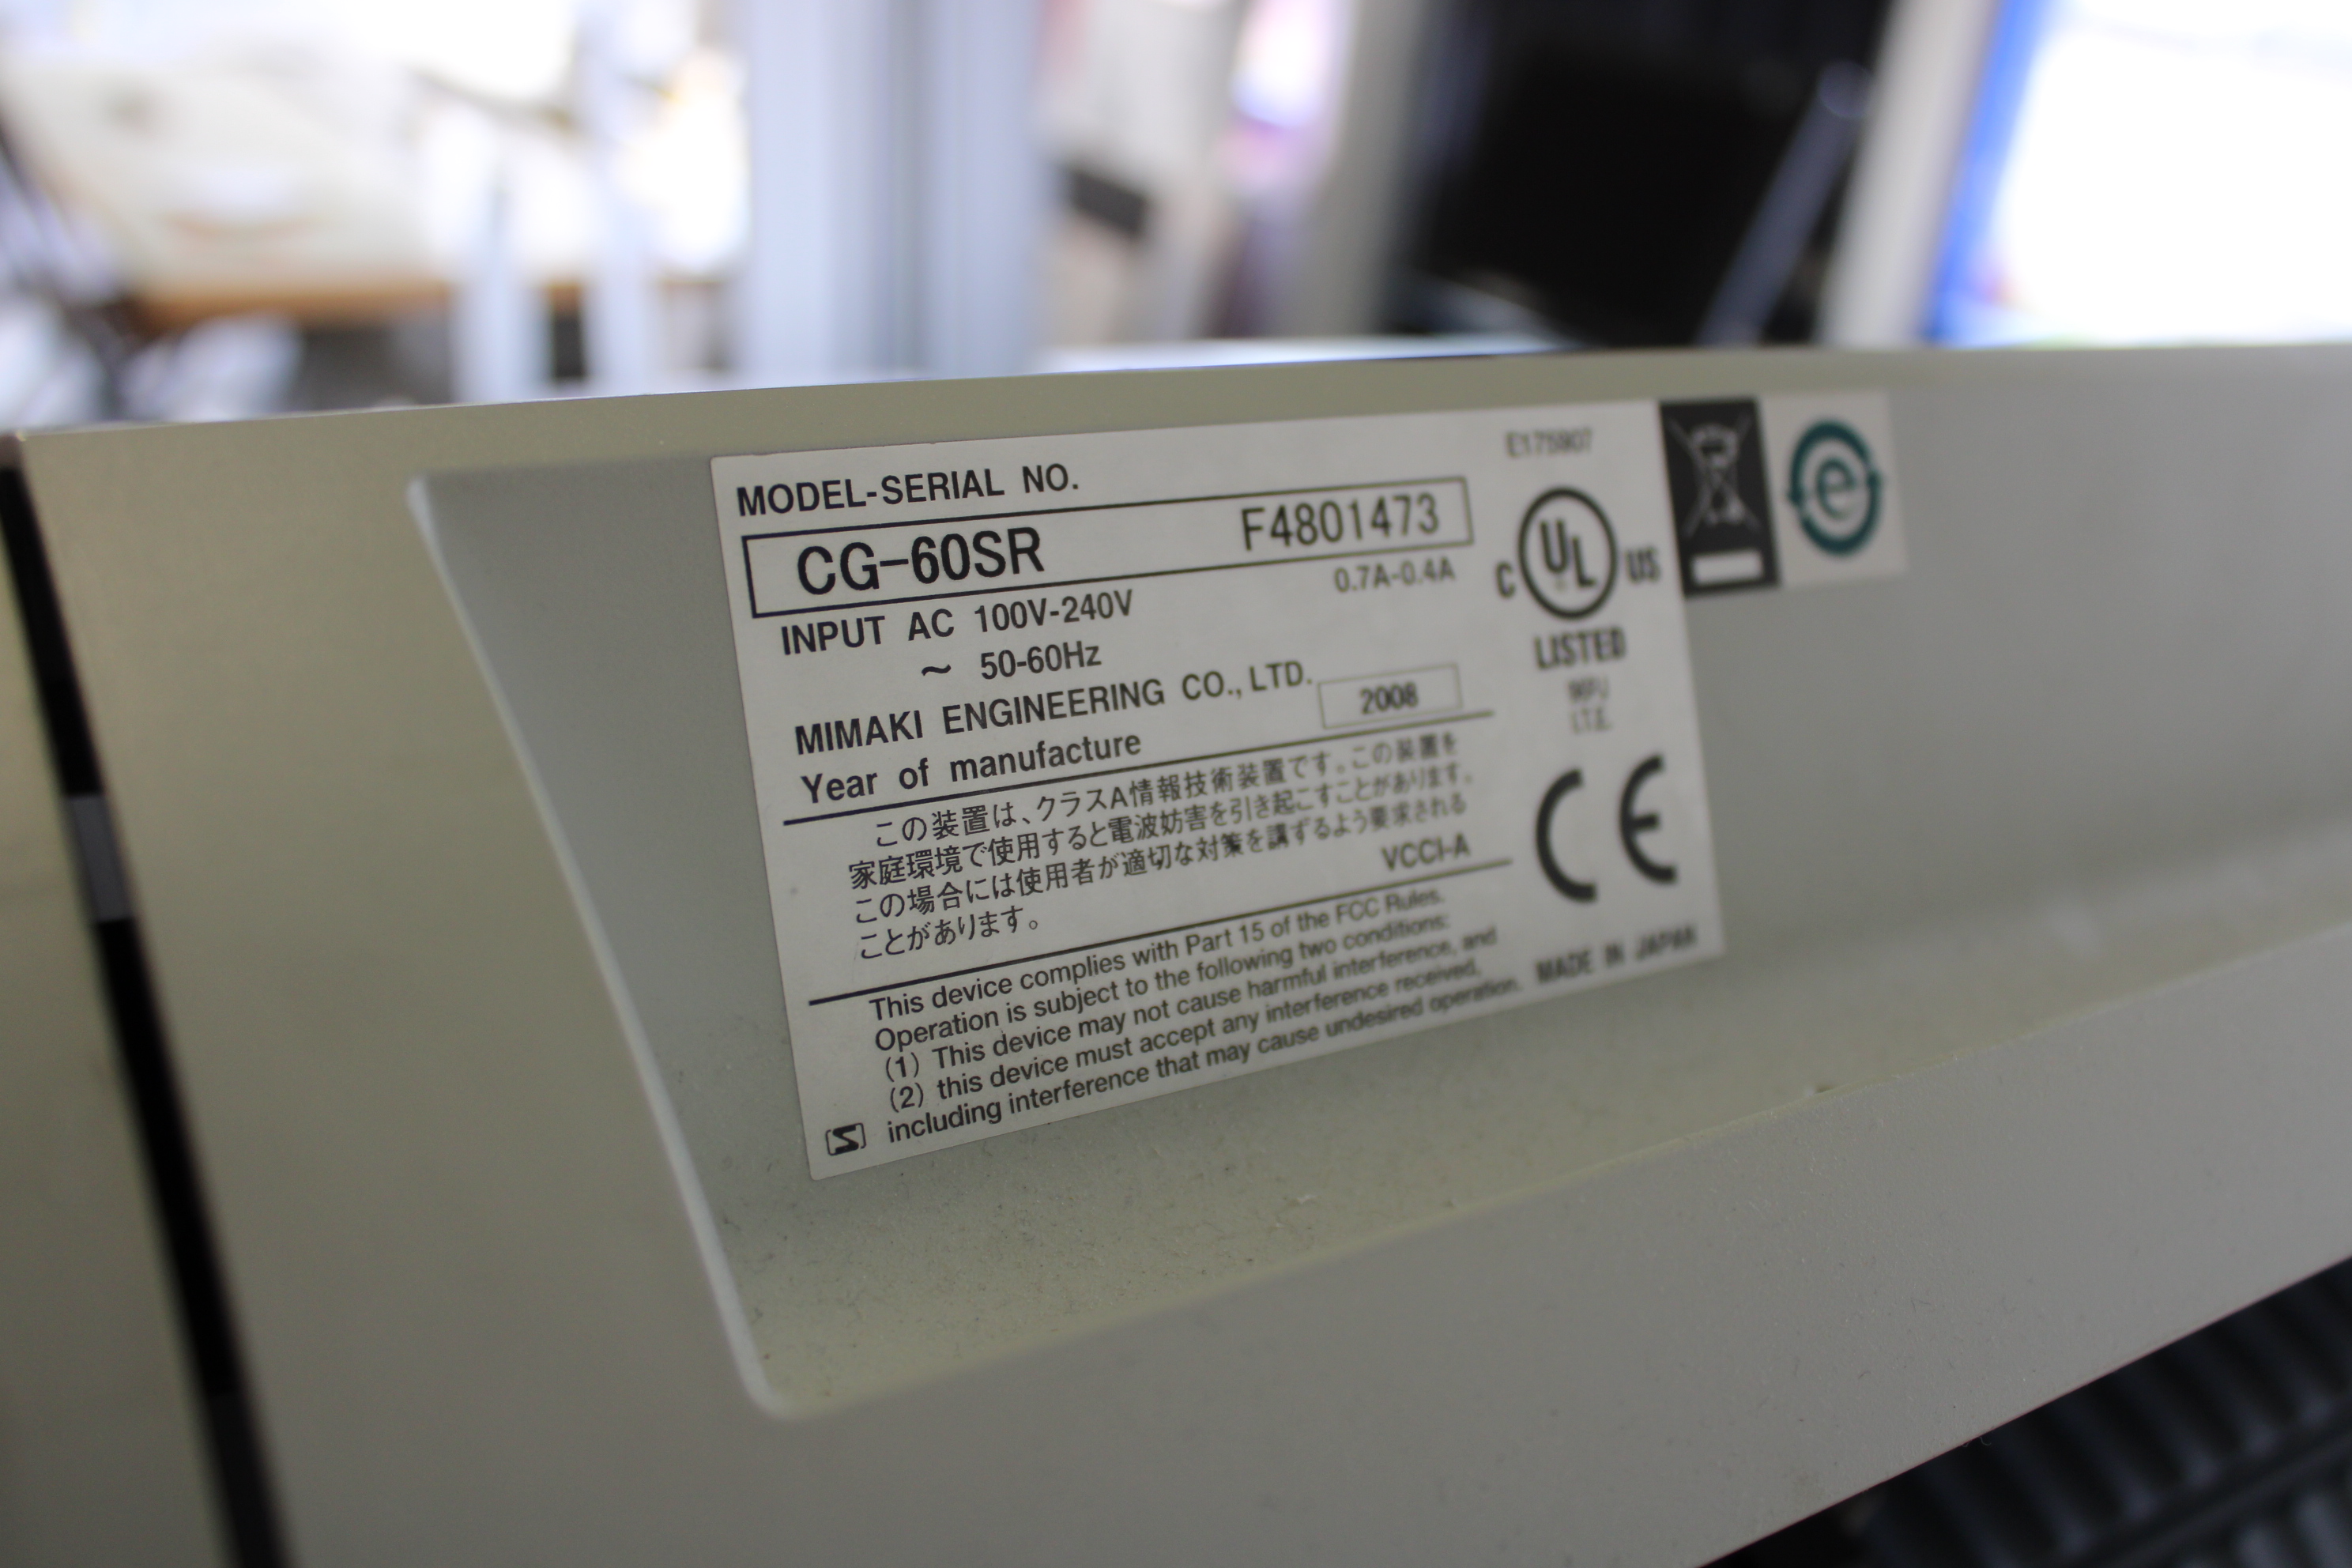 MODEL-SERIAL NO.
CG-60SR F4801473
INPUT AC 100V-240V 0.7A-0.4A
~ 50-60Hz
MIMAKI ENGINEERING CO., LTD.
Year of manufacture 2008
この装置は、クラスA情報技術装置です。この装置を
家庭環境で使用すると電波妨害を引き起こすことがあります。
この場合には使用者が適切な対策を講ずるよう要求される
ことがあります。
VCCI-A
This device complies with Part 15 of the FCC Rules.
Operation is subject to the following two conditions:
(1) This device may not cause harmful interference, and
(2) this device must accept any interference received,
including interference that may cause undesired operation.
E175907
C UL US
LISTED
I.T.E.
CE
MADE IN JAPAN
e